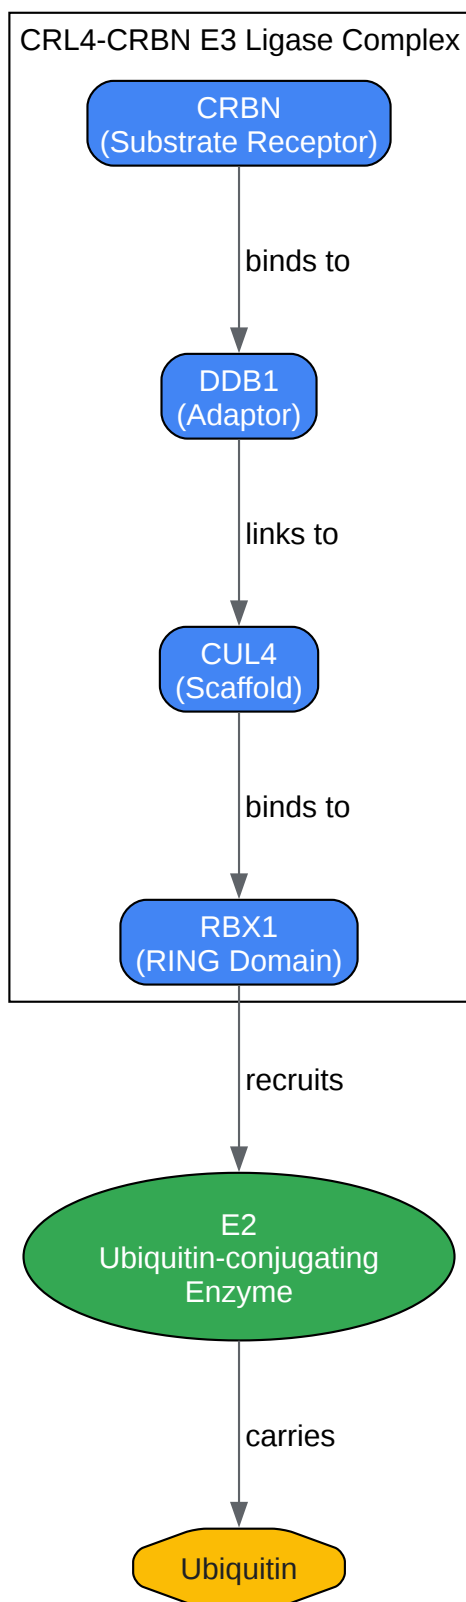 CRL4-CRBN E3 Ligase Complex
CRBN
(Substrate Receptor)
binds to
DDB1
(Adaptor)
links to
CUL4
(Scaffold)
binds to
RBX1
(RING Domain)
recruits
E2
Ubiquitin-conjugating
Enzyme
carries
Ubiquitin